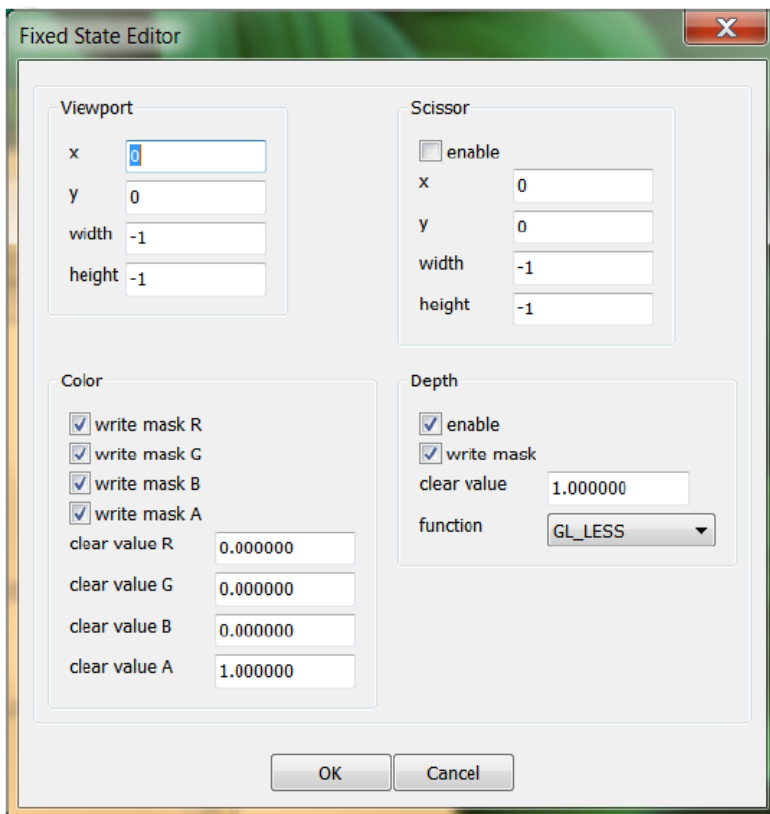 Fixed State Editor
X
Viewport
x 0
y 0
width -1
height -1
Scissor
enable
x 0
y 0
width -1
height -1
Color
write mask R
write mask G
write mask B
write mask A
clear value R 0.000000
clear value G 0.000000
clear value B 0.000000
clear value A 1.000000
Depth
enable
write mask
clear value 1.000000
function GL_LESS
OK Cancel